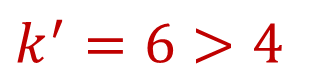 k′ = 6 > 4